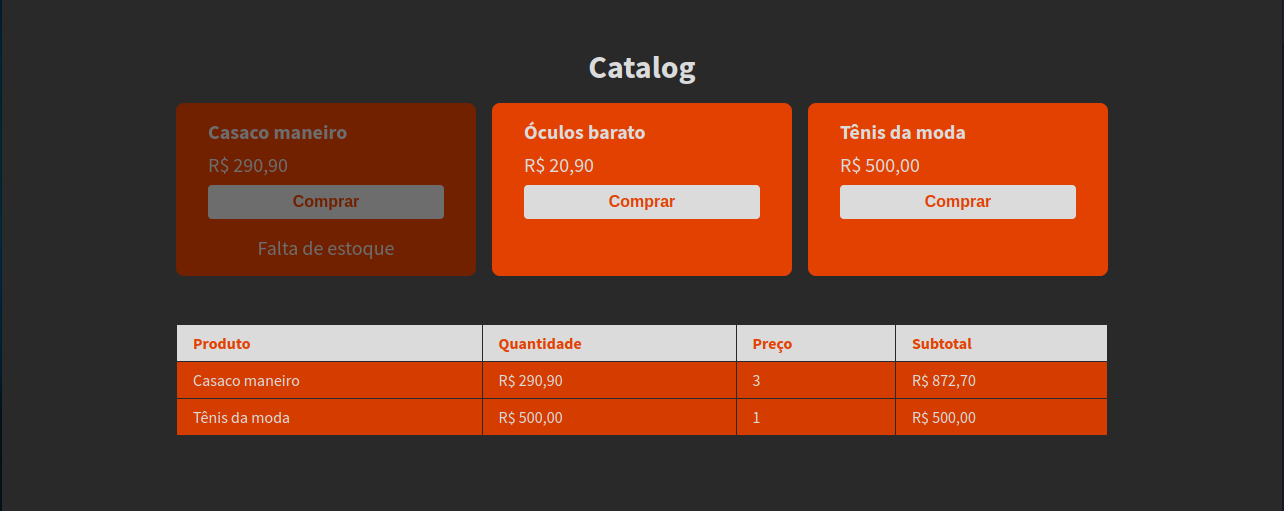 Catalog
Casaco maneiro
R$ 290,90
Comprar
Falta de estoque
Óculos barato
R$ 20,90
Comprar
Tênis da moda
R$ 500,00
Comprar
Produto Quantidade Preço Subtotal
Casaco maneiro R$ 290,90 3 R$ 872,70
Tênis da moda R$ 500,00 1 R$ 500,00